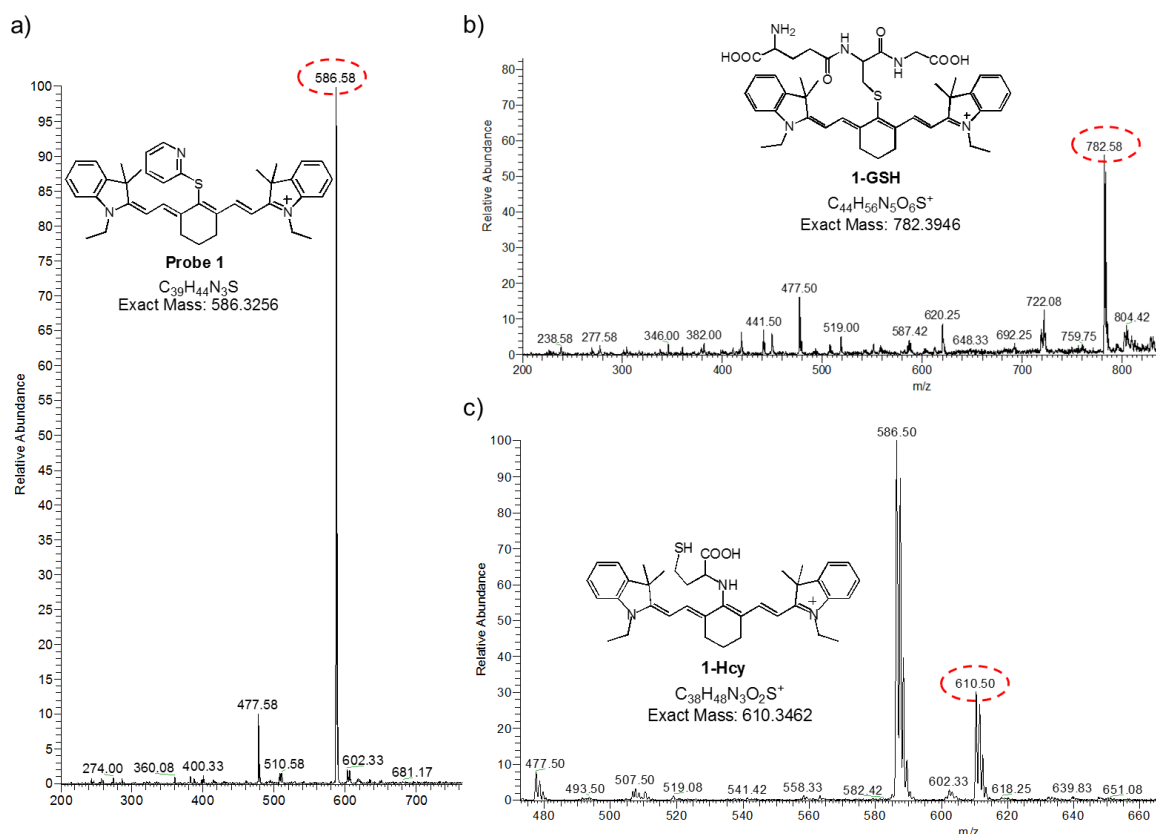 a)
586.58
Relative Abundance
100
95
90
85
80
75
70
65
60
55
50
45
40
35
30
25
20
15
10
5
0
N
S
N
N
+
Probe 1
C39H44N3S
Exact Mass: 586.3256
477.58
274.00
360.08
400.33
510.58
602.33
681.17
200
300
400
500
600
700
m/z
b)
NH2
HOOC
H
N
O
O
N
H
COOH
S
N
N
+
1-GSH
C44H56N5O6S+
Exact Mass: 782.3946
782.58
Relative Abundance
80
70
60
50
40
30
20
10
0
238.58
277.58
346.00
382.00
441.50
477.50
519.00
587.42
620.25
648.33
692.25
722.08
759.75
804.42
200
300
400
500
600
700
800
m/z
c)
586.50
Relative Abundance
100
90
80
70
60
50
40
30
20
10
0
SH
COOH
NH
N
N
+
1-Hcy
C38H48N3O2S+
Exact Mass: 610.3462
610.50
477.50
493.50
507.50
519.08
541.42
558.33
582.42
602.33
618.25
639.83
651.08
480
500
520
540
560
580
600
620
640
660
m/z